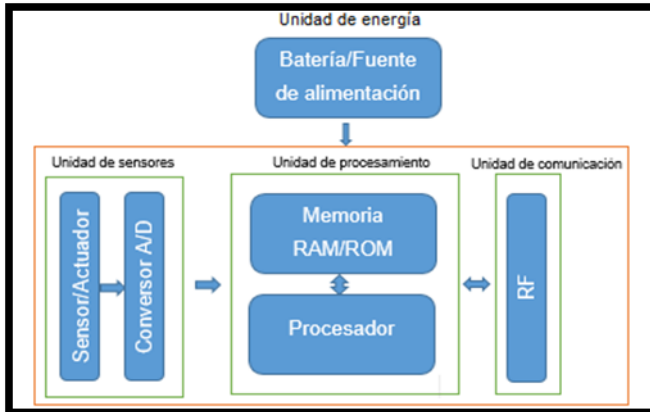 Unidad de energía
Batería/Fuente
de alimentación
Unidad de sensores
Unidad de procesamiento
Unidad de comunicación
Sensor/Actuador
Conversor A/D
Memoria
RAM/ROM
Procesador
RF